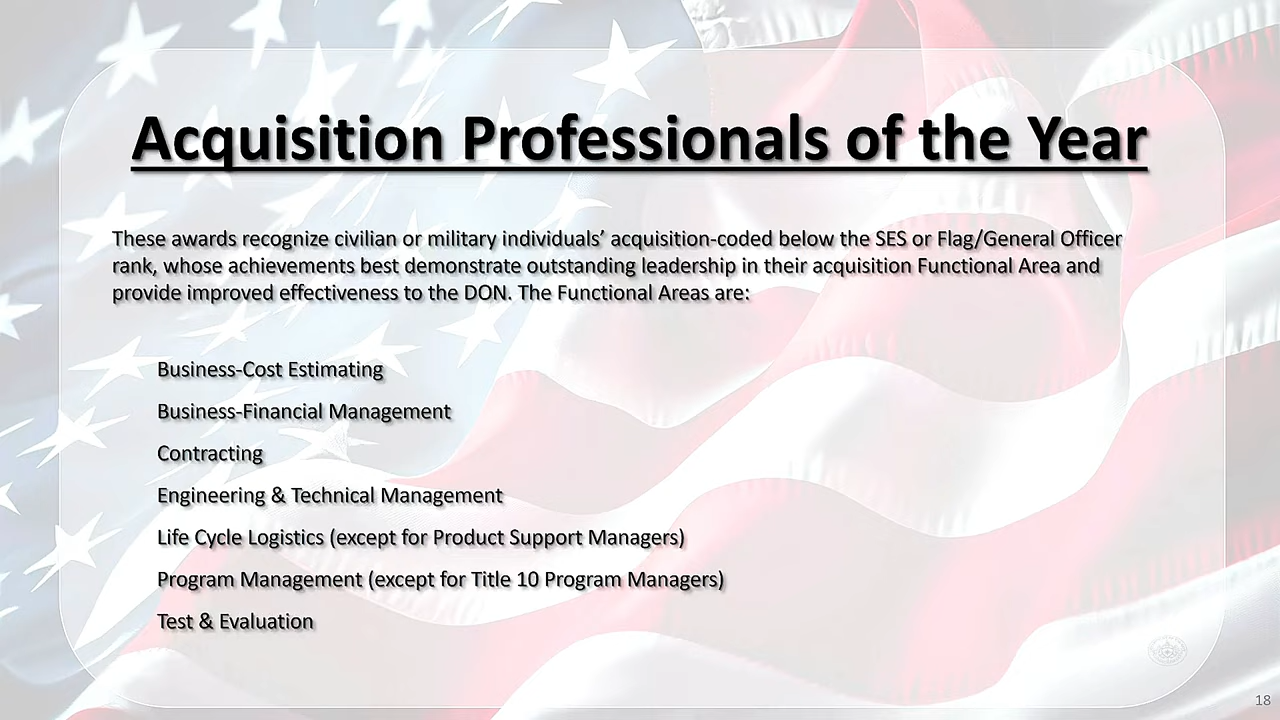 Acquisition Professionals of the Year
These awards recognize civilian or military individuals’ acquisition-coded below the SES or Flag/General Officer
rank, whose achievements best demonstrate outstanding leadership in their acquisition Functional Area and
provide improved effectiveness to the DON. The Functional Areas are:
Business-Cost Estimating
Business-Financial Management
Contracting
Engineering & Technical Management
Life Cycle Logistics (except for Product Support Managers)
Program Management (except for Title 10 Program Managers)
Test & Evaluation
18